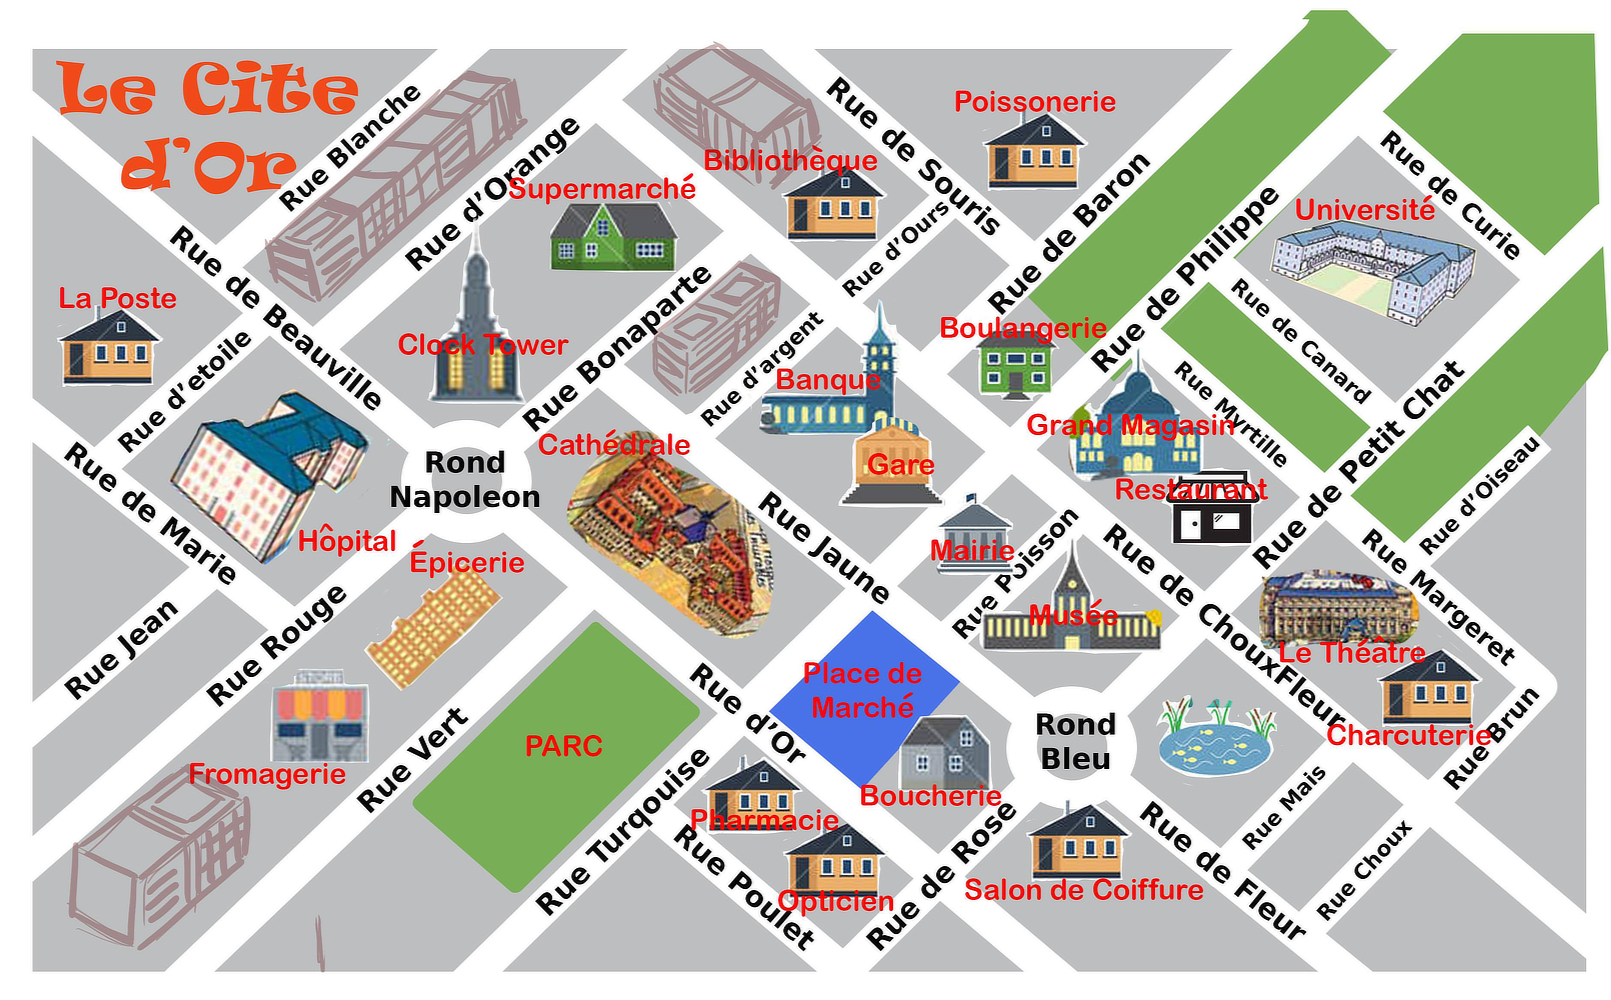 Le Cite
d'Or
Rue Blanche
Rue d'Orange
Supermarché
Bibliothèque
Poissonerie
Rue de Souris
Rue d'Ours
Rue de Baron
Rue de Philippe
Université
Rue de Curie
Rue de Canard
La Poste
Rue de Beauville
Rue d'etoile
Clock Tower
Rue Bonaparte
Rue d'argent
Banque
Boulangerie
Rue Myrtille
Grand Magasin
Restaurant
Rue de Petit Chat
Rue d'Oiseau
Rue de Marie
Hôpital
Rond
Napoleon
Cathédrale
Gare
Rue Jaune
Mairie
Rue Poisson
Musée
Rue de ChouxFleur
Rue Margeret
Le Théâtre
Charcuterie
Rue Brun
Rue Jean
Rue Rouge
Épicerie
STORE
Fromagerie
Rue Vert
PARC
Rue d'Or
Place de
Marché
Boucherie
Rond
Bleu
Rue Turqouise
Pharmacie
Rue Poulet
Opticien
Rue de Rose
Salon de Coiffure
Rue de Fleur
Rue Mais
Rue Choux